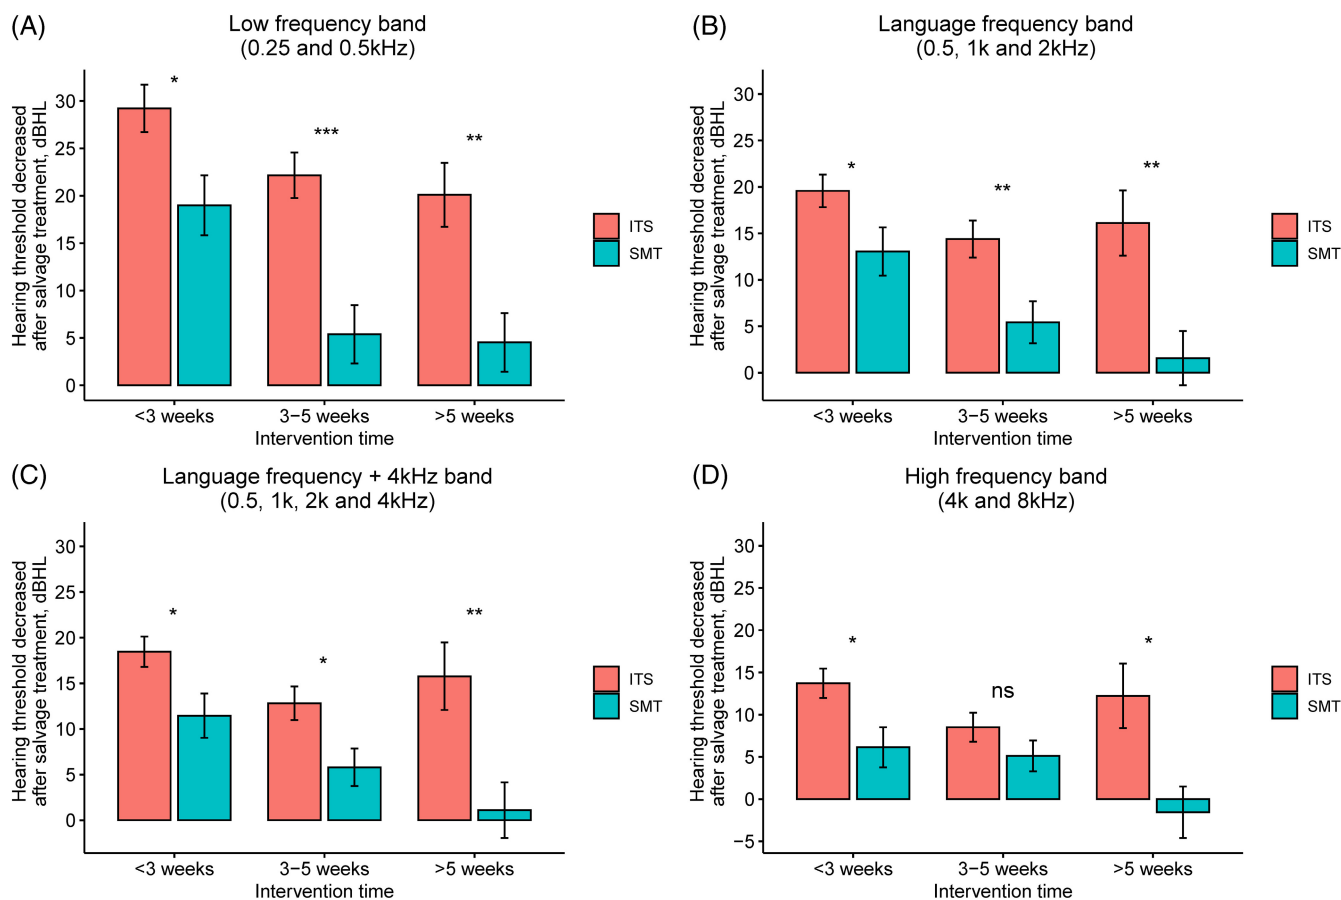 (A)
Low frequency band
(0.25 and 0.5kHz)
Hearing threshold decreased
after salvage treatment, dBHL
30
25
20
15
10
5
0
*
***
**
<3 weeks
3−5 weeks
>5 weeks
Intervention time
ITS
SMT
(B)
Language frequency band
(0.5, 1k and 2kHz)
Hearing threshold decreased
after salvage treatment, dBHL
30
25
20
15
10
5
0
*
**
**
<3 weeks
3−5 weeks
>5 weeks
Intervention time
ITS
SMT
(C)
Language frequency + 4kHz band
(0.5, 1k, 2k and 4kHz)
Hearing threshold decreased
after salvage treatment, dBHL
30
25
20
15
10
5
0
*
*
**
<3 weeks
3−5 weeks
>5 weeks
Intervention time
ITS
SMT
(D)
High frequency band
(4k and 8kHz)
Hearing threshold decreased
after salvage treatment, dBHL
30
25
20
15
10
5
0
−5
*
ns
*
<3 weeks
3−5 weeks
>5 weeks
Intervention time
ITS
SMT